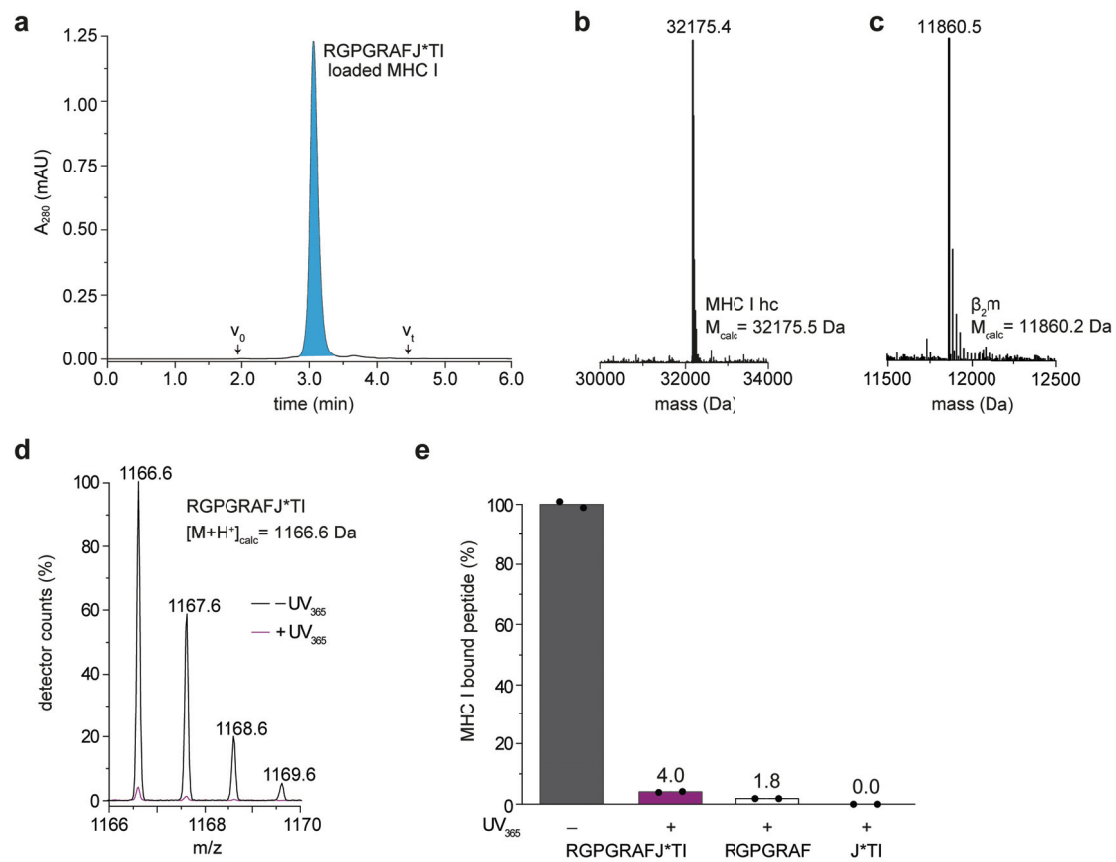 a
1.25
1.00
0.75
0.50
0.25
0.00
A280 (mAU)
RGPGRAFJ*TI
loaded MHC I
v0
vt
0.0 1.0 2.0 3.0 4.0 5.0 6.0
time (min)
b
32175.4
MHC I hc
Mcalc= 32175.5 Da
30000 32000 34000
mass (Da)
c
11860.5
β2m
Mcalc= 11860.2 Da
11500 12000 12500
mass (Da)
d
100
80
60
40
20
0
detector counts (%)
1166.6
RGPGRAFJ*TI
[M+H+]calc= 1166.6 Da
1167.6
– UV365
+ UV365
1168.6
1169.6
1166 1168 1170
m/z
e
100
80
60
40
20
0
MHC I bound peptide (%)
4.0
1.8
0.0
UV365 – + + +
RGPGRAFJ*TI RGPGRAF J*TI